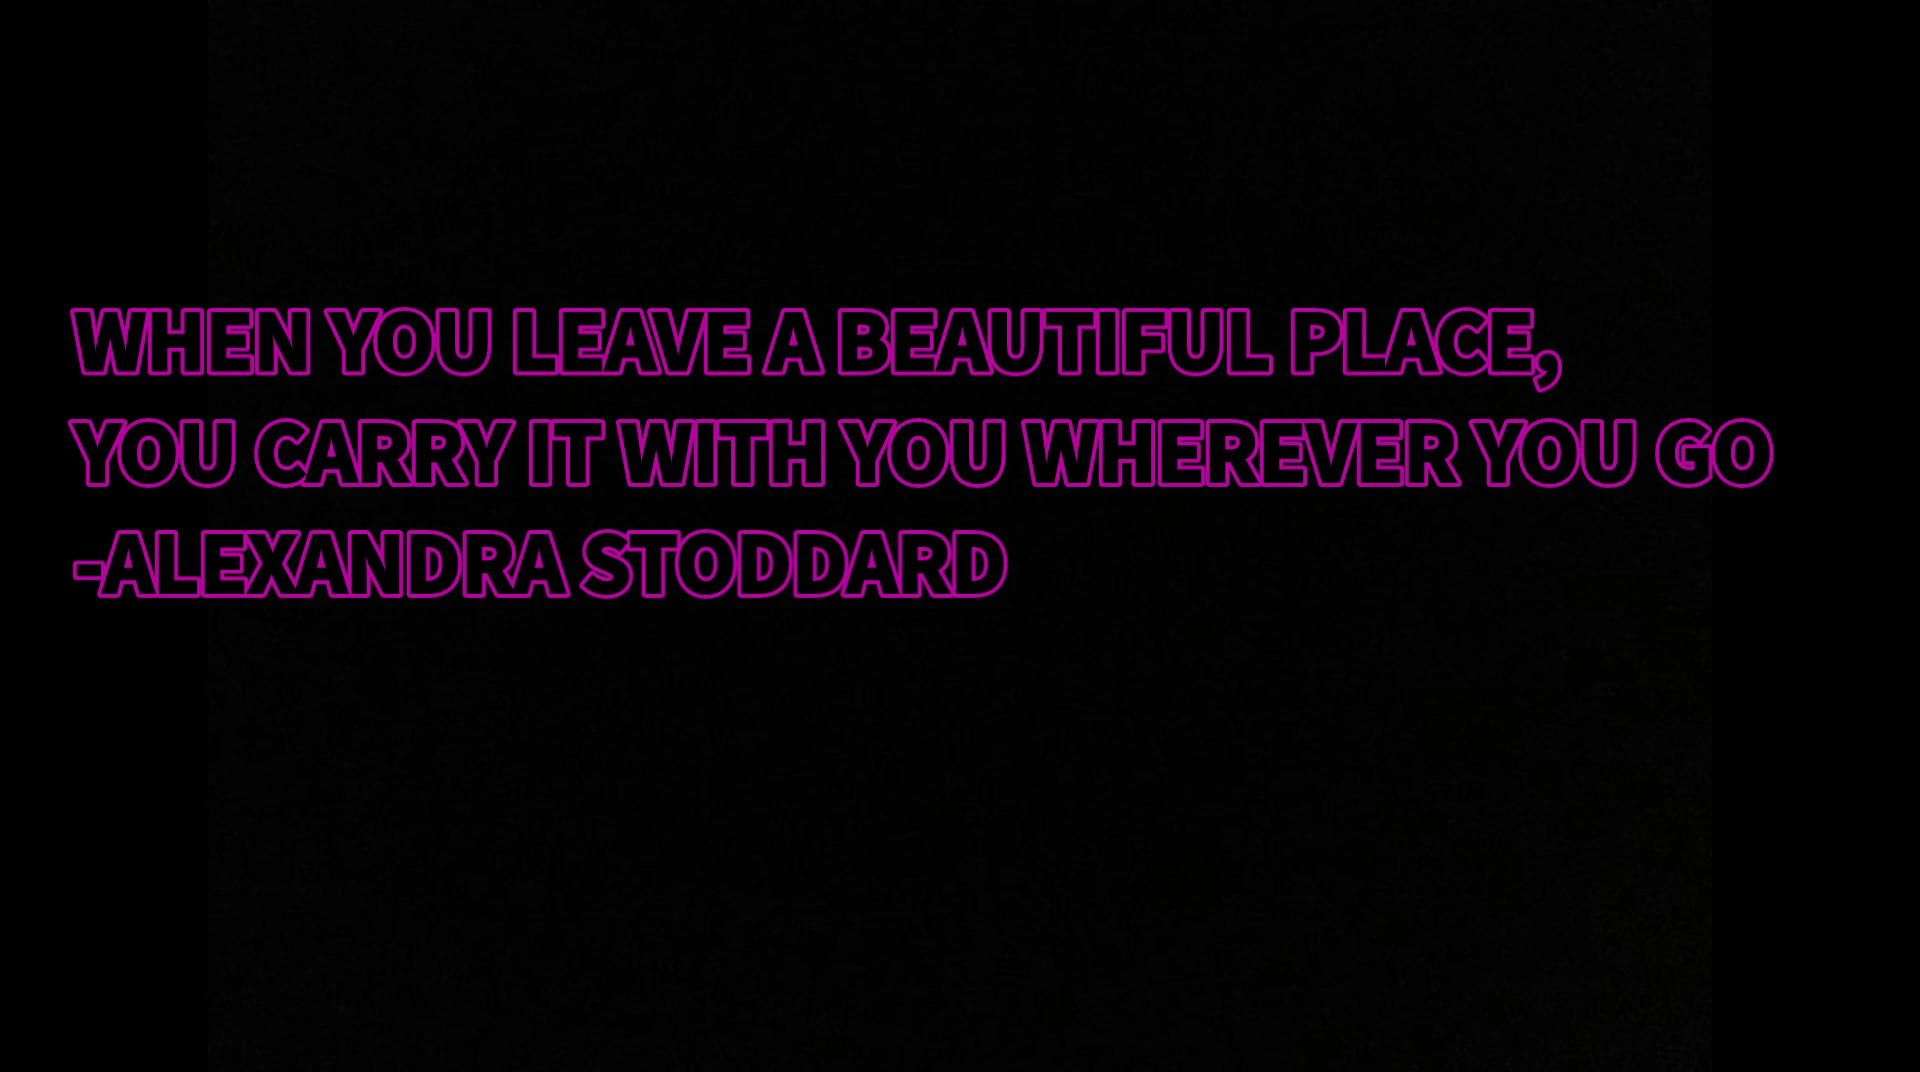 WHEN YOU LEAVE A BEAUTIFUL PLACE,
YOU CARRY IT WITH YOU WHEREVER YOU GO
-ALEXANDRA STODDARD